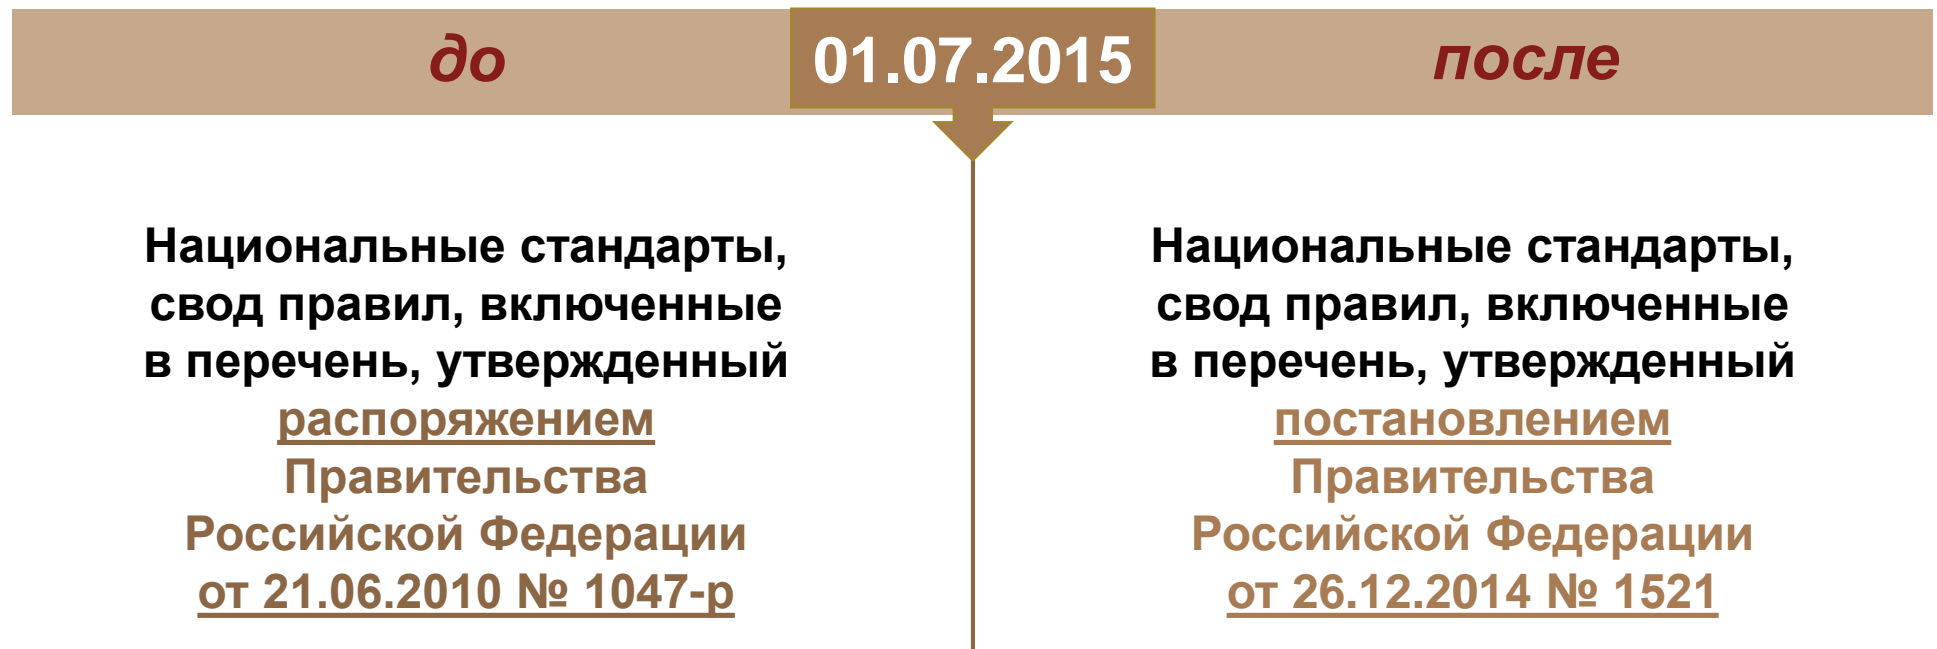 до
01.07.2015
после
Национальные стандарты,
свод правил, включенные
в перечень, утвержденный
распоряжением
Правительства
Российской Федерации
от 21.06.2010 № 1047-р
Национальные стандарты,
свод правил, включенные
в перечень, утвержденный
постановлением
Правительства
Российской Федерации
от 26.12.2014 № 1521